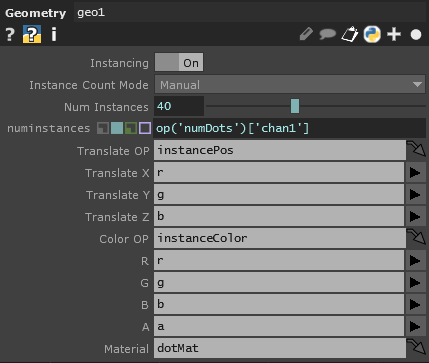 Geometry geo1
? ? i
Instancing On
Instance Count Mode Manual
Num Instances 40
numinstances op('numDots')['chan1']
Translate OP instancePos
Translate X r
Translate Y g
Translate Z b
Color OP instanceColor
R r
G g
B b
A a
Material dotMat